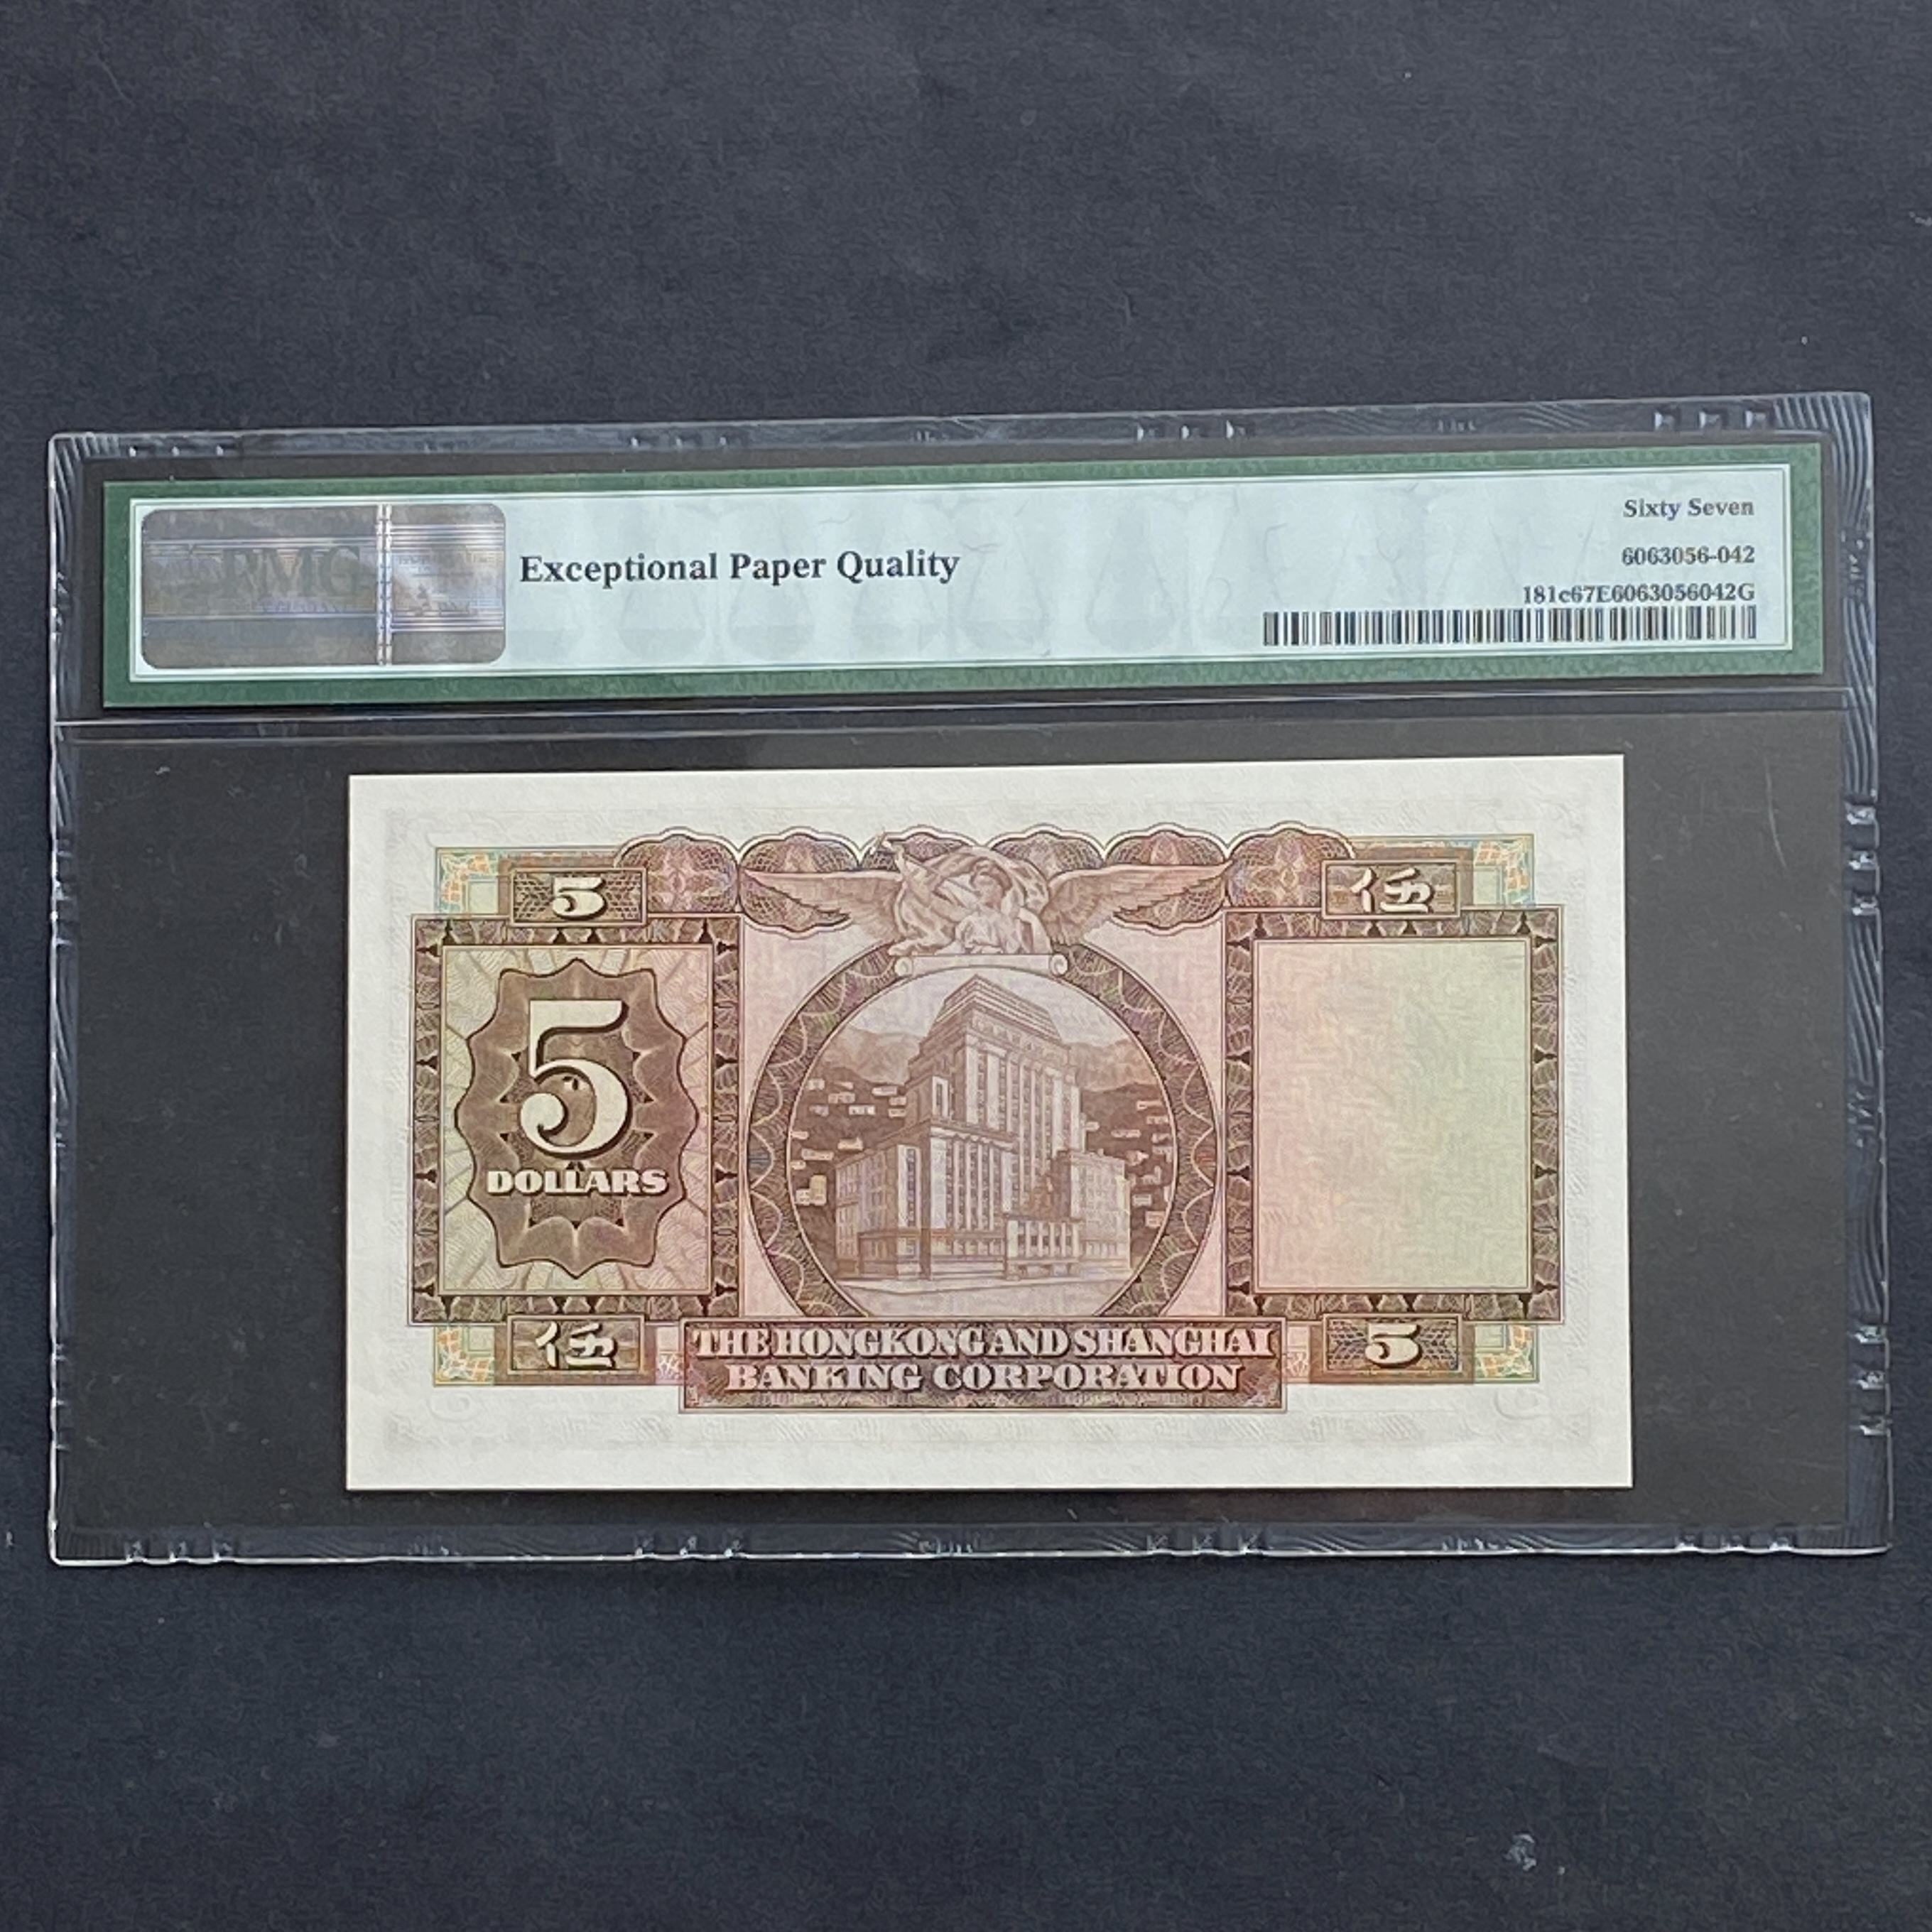 PMG
Exceptional Paper Quality
Sixty Seven
6063056-042
181c67E6063056042G
5
伍
5
DOLLARS
伍
THE HONGKONG AND SHANGHAI
BANKING CORPORATION
5